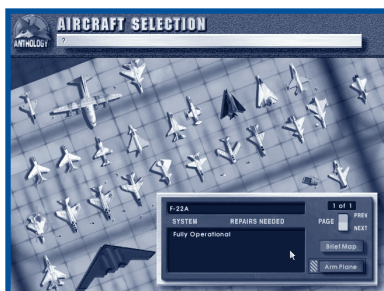 AIRCRAFT SELECTION
ANTHOLOGY
?
F-22A
1 of 1
SYSTEM REPAIRS NEEDED
PAGE
PREV
NEXT
Fully Operational
Brief Map
Arm Plane